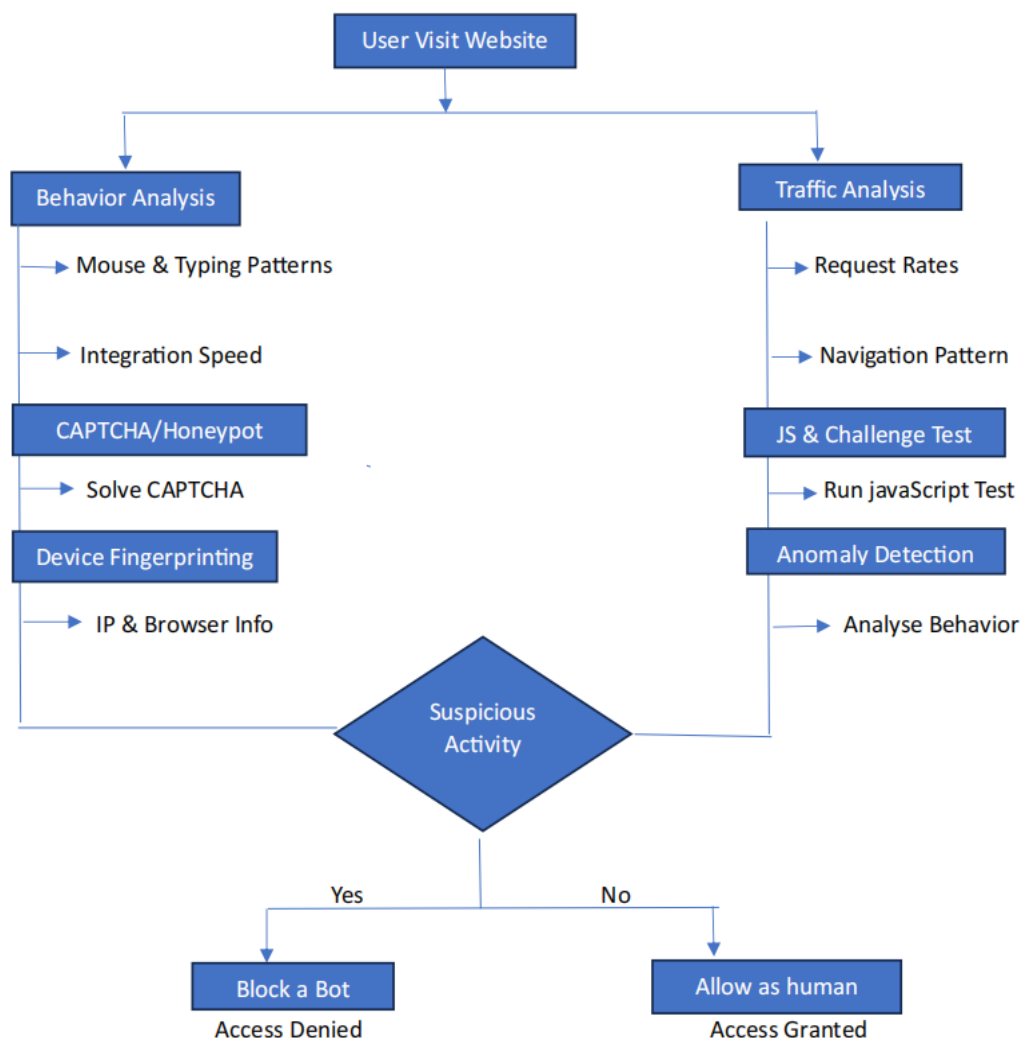 User Visit Website
Behavior Analysis
Mouse & Typing Patterns
Integration Speed
CAPTCHA/Honeypot
Solve CAPTCHA
Device Fingerprinting
IP & Browser Info
Traffic Analysis
Request Rates
Navigation Pattern
JS & Challenge Test
Run javaScript Test
Anomaly Detection
Analyse Behavior
Suspicious
Activity
Yes
No
Block a Bot
Access Denied
Allow as human
Access Granted